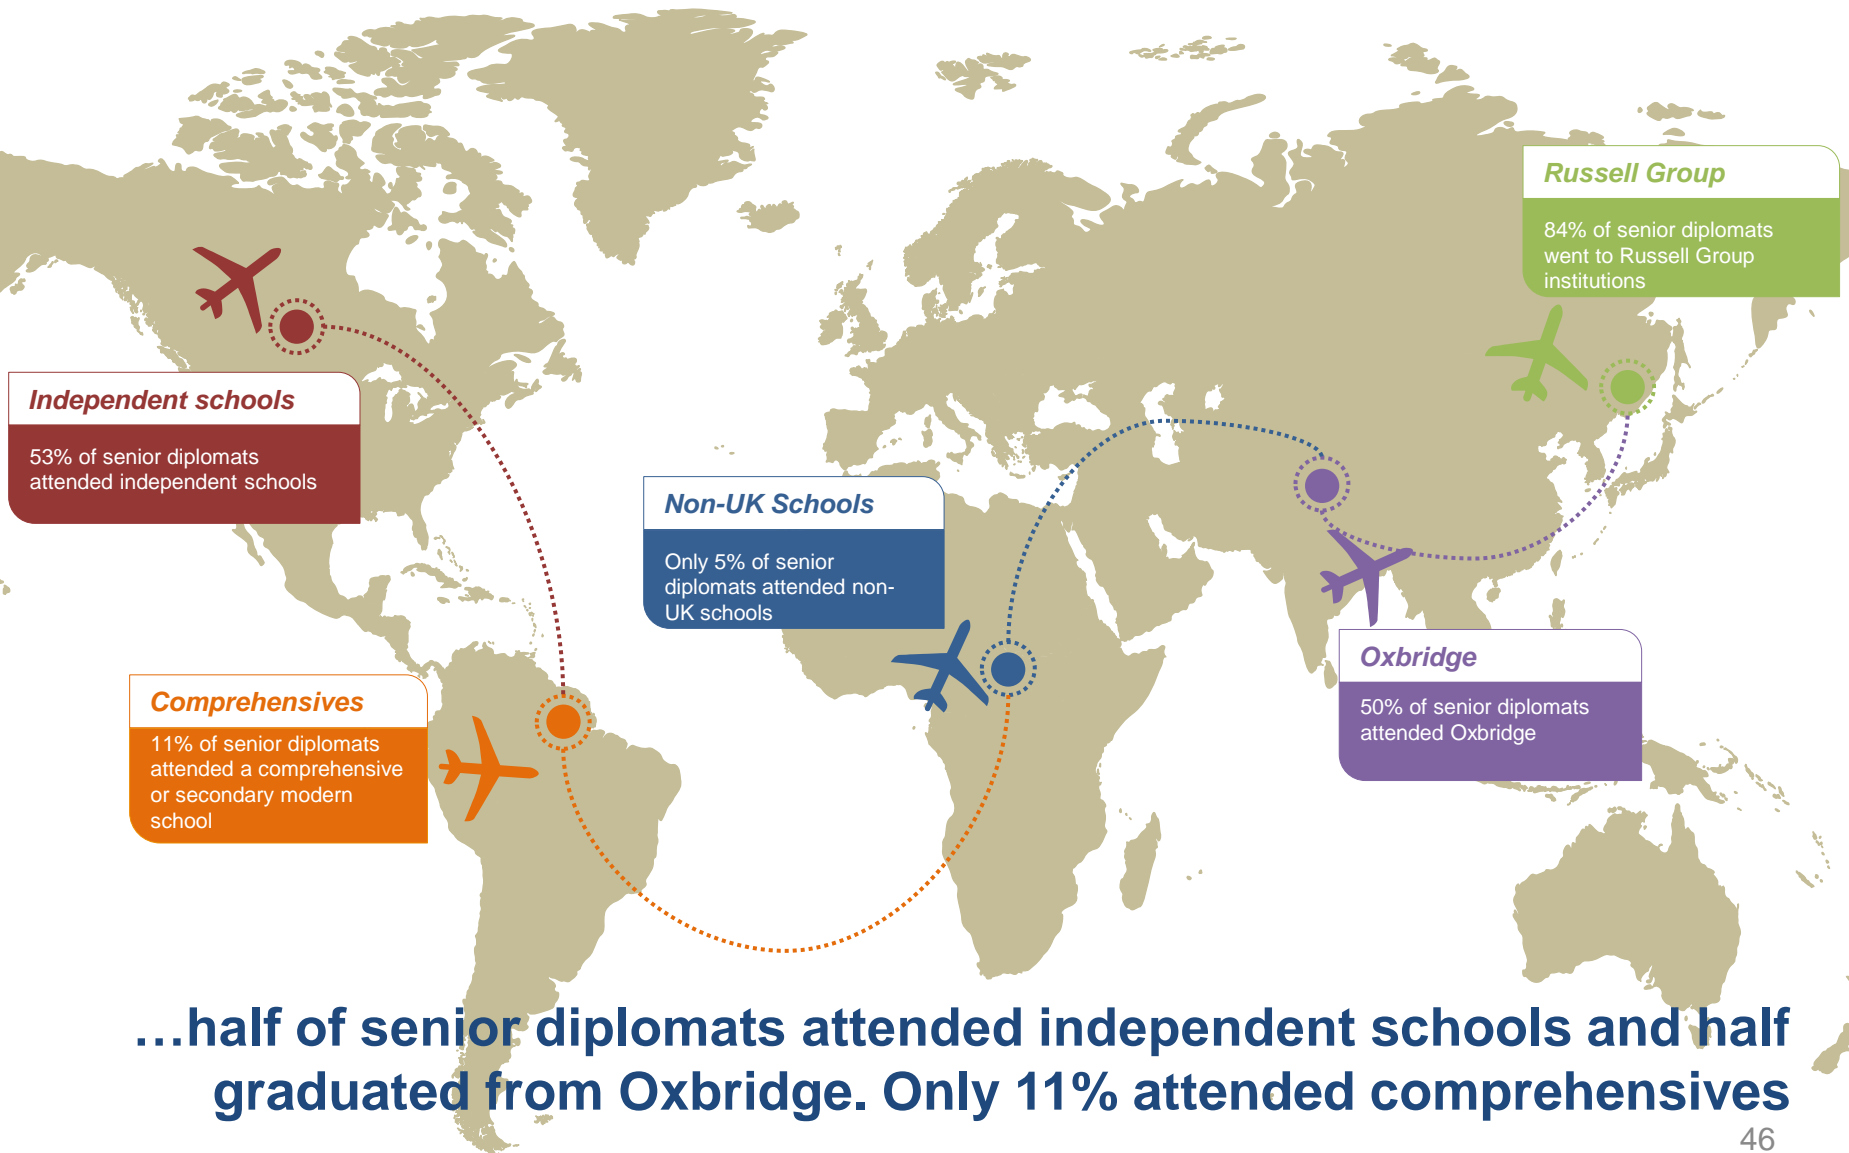 Russell Group
84% of senior diplomats
went to Russell Group
institutions
Independent schools
53% of senior diplomats
attended independent schools
Non-UK Schools
Only 5% of senior
diplomats attended non-
UK schools
Oxbridge
50% of senior diplomats
attended Oxbridge
Comprehensives
11% of senior diplomats
attended a comprehensive
or secondary modern
school
…half of senior diplomats attended independent schools and half
graduated from Oxbridge. Only 11% attended comprehensives
46